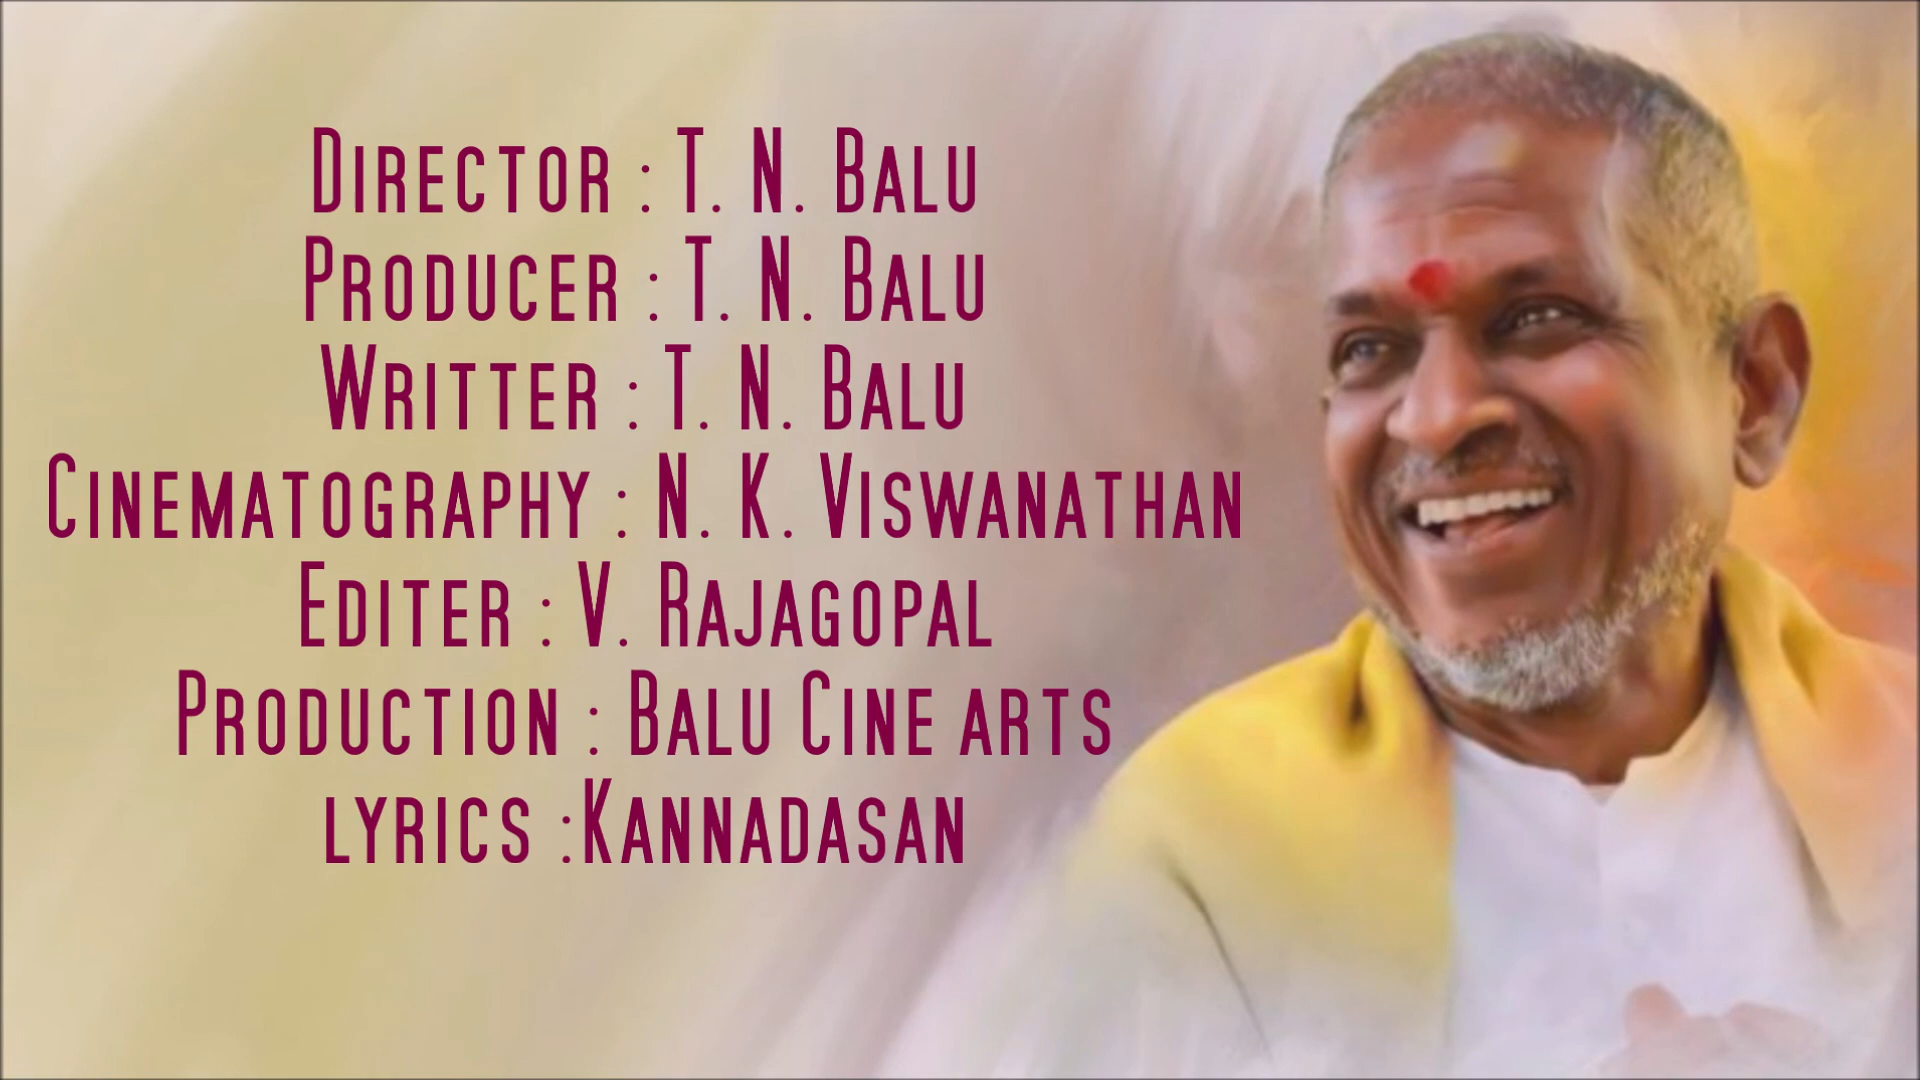 Director : T. N. Balu
Producer : T. N. Balu
Writter : T. N. Balu
Cinematography : N. K. Viswanathan
Editer : V. Rajagopal
Production : Balu Cine arts
lyrics :Kannadasan